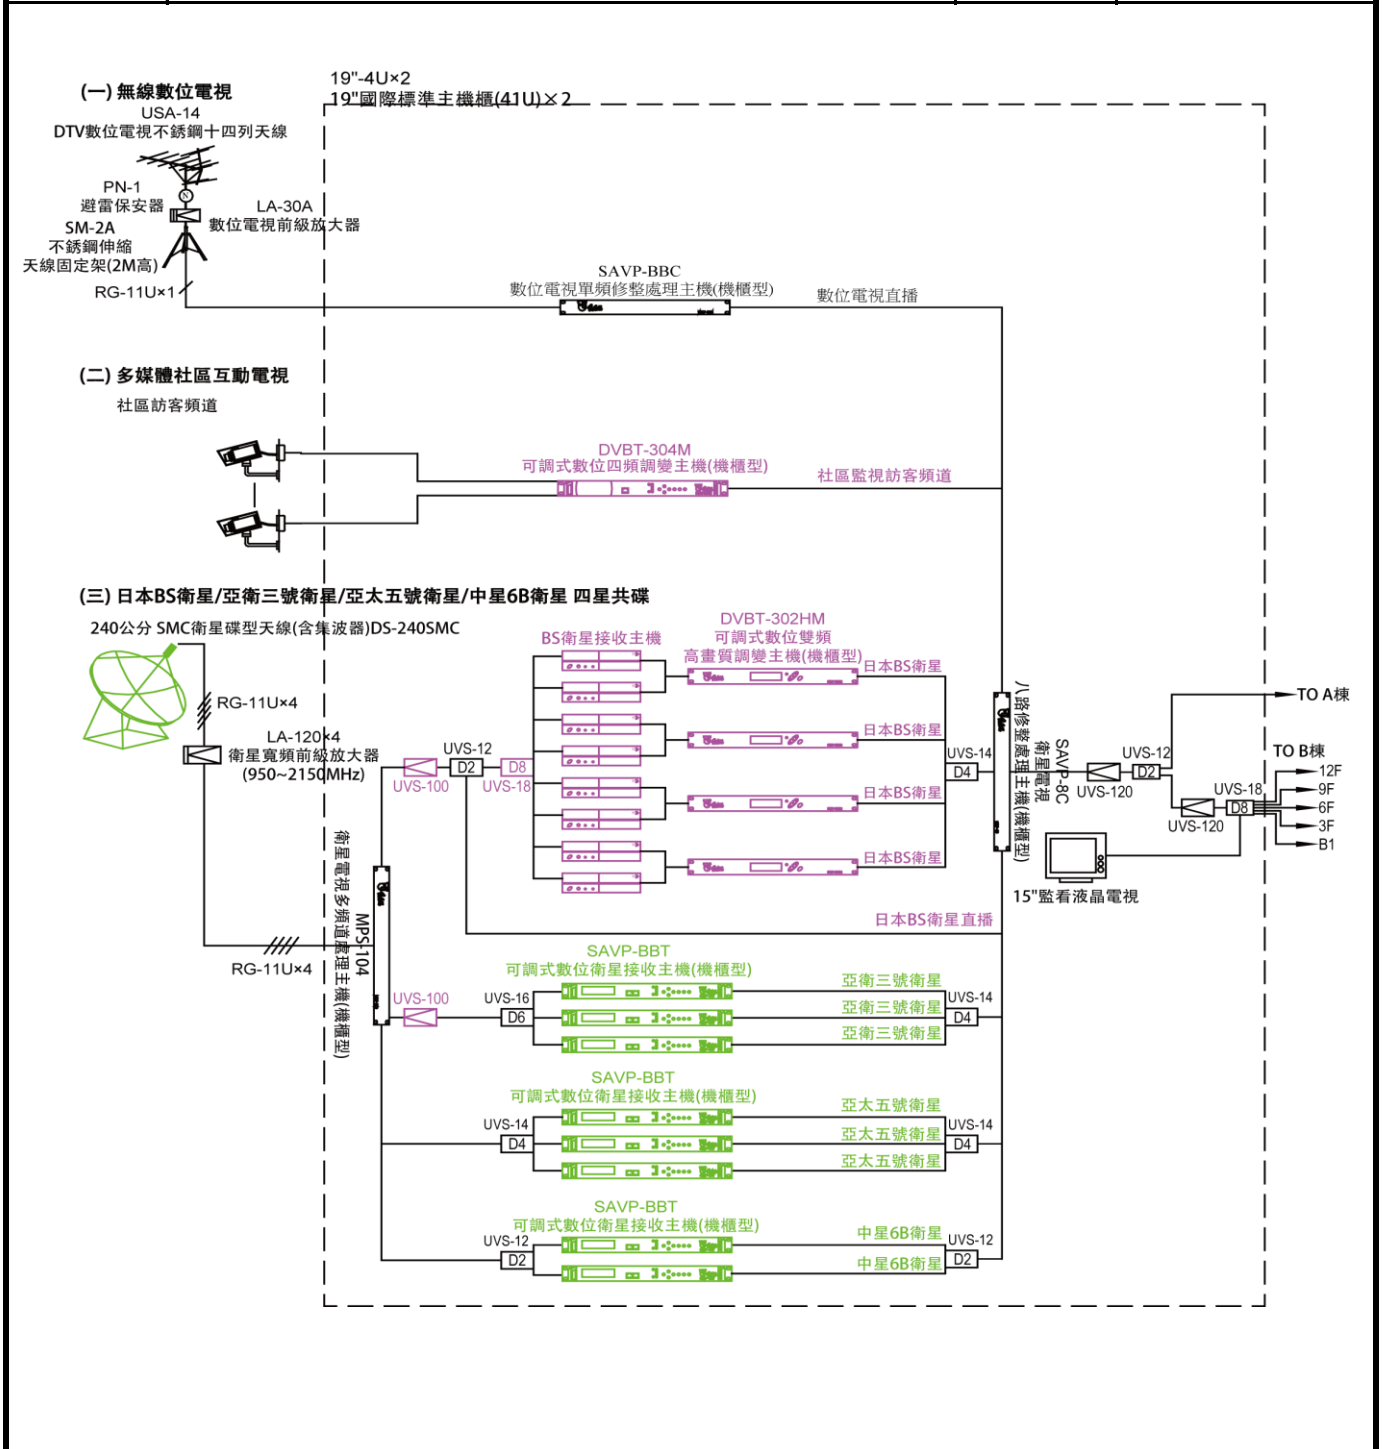 19"-4U×2
19"國際標準主機櫃(41U)×2
(一) 無線數位電視
USA-14
DTV數位電視不銹鋼十四列天線
PN-1
避雷保安器
N
LA-30A
數位電視前級放大器
SM-2A
不銹鋼伸縮
天線固定架(2M高)
RG-11U×1
SAVP-BBC
數位電視單頻修整處理主機(機櫃型)
數位電視直播
(二) 多媒體社區互動電視
社區訪客頻道
DVBT-304M
可調式數位四頻調變主機(機櫃型)
社區監視訪客頻道
(三) 日本BS衛星/亞衛三號衛星/亞太五號衛星/中星6B衛星 四星共碟
240公分 SMC衛星碟型天線(含集波器)DS-240SMC
RG-11U×4
LA-120×4
衛星寬頻前級放大器
(950~2150MHz)
RG-11U×4
衛星電視多頻道處理主機(機櫃型)
MPS-104
UVS-100
UVS-12
D2
D8
UVS-18
BS衛星接收主機
DVBT-302HM
可調式數位雙頻
高畫質調變主機(機櫃型)
日本BS衛星
日本BS衛星
日本BS衛星
日本BS衛星
UVS-14
D4
日本BS衛星直播
八路修整處理主機(機櫃型)
衛星電視
SAVP-8C
UVS-120
UVS-12
D2
TO A棟
TO B棟
UVS-120
UVS-18
D8
12F
9F
6F
3F
B1
15"監看液晶電視
UVS-100
UVS-16
D6
SAVP-BBT
可調式數位衛星接收主機(機櫃型)
亞衛三號衛星
亞衛三號衛星
亞衛三號衛星
UVS-14
D4
SAVP-BBT
可調式數位衛星接收主機(機櫃型)
UVS-14
D4
亞太五號衛星
亞太五號衛星
亞太五號衛星
UVS-14
D4
SAVP-BBT
可調式數位衛星接收主機(機櫃型)
UVS-12
D2
中星6B衛星
中星6B衛星
UVS-12
D2